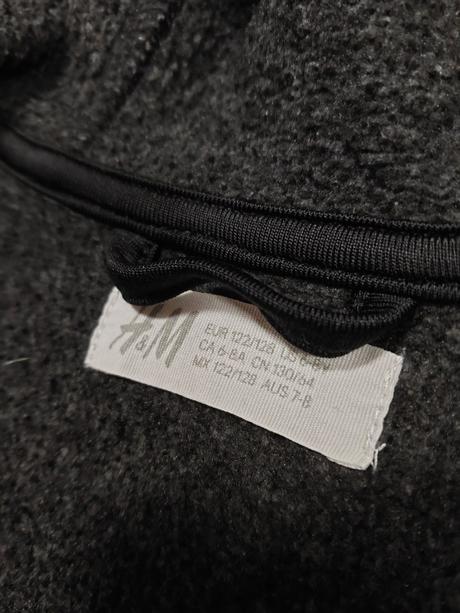 H&M
EUR 122/128 US 6-8Y
CA 6-8A CN 130/64
MX 122/128 AUS 7-8